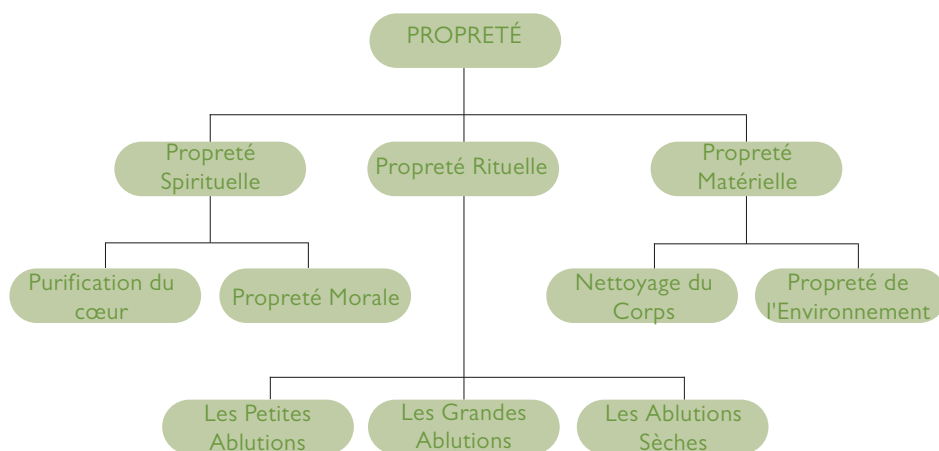 PROPRETÉ
Propreté
Spirituelle
Propreté Rituelle
Propreté
Matérielle
Purification du
cœur
Propreté Morale
Nettoyage du
Corps
Propreté de
l'Environnement
Les Petites
Ablutions
Les Grandes
Ablutions
Les Ablutions
Sèches